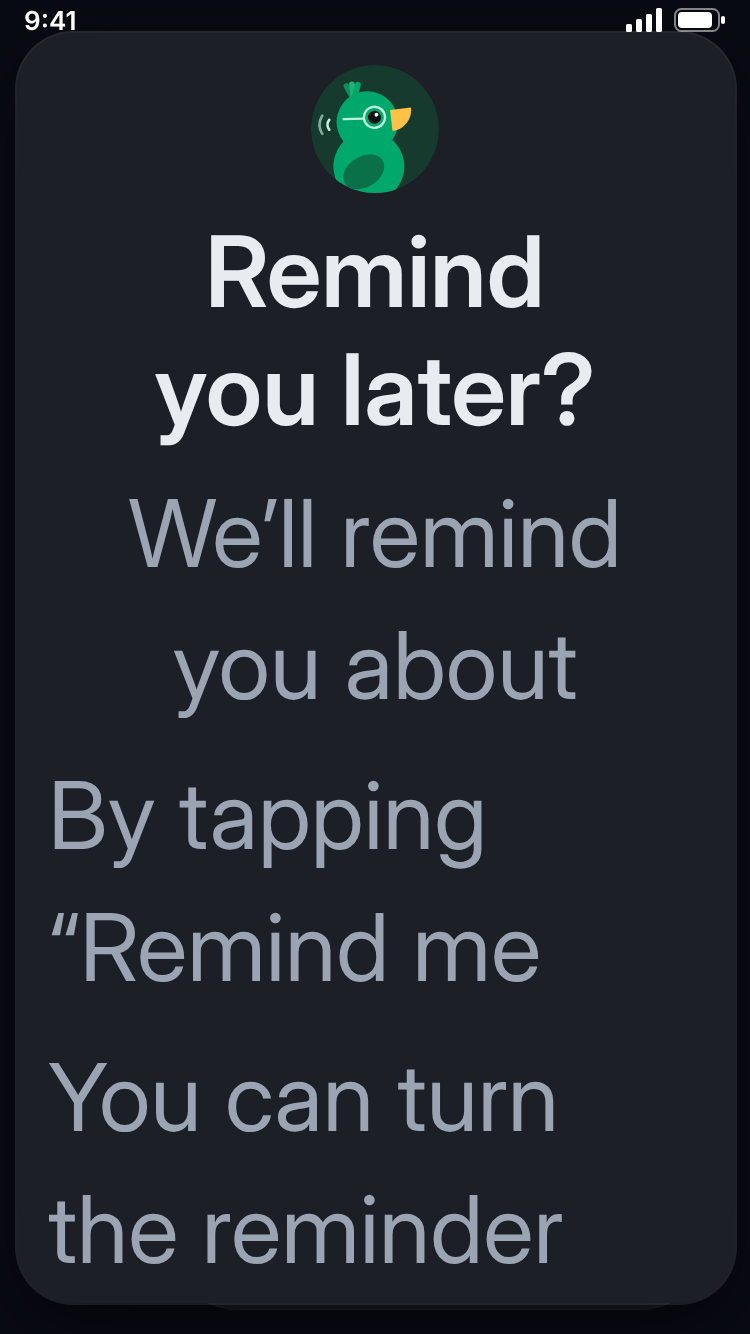 9:41
Remind
you later?
We’ll remind
you about
By tapping
“Remind me
You can turn
the reminder